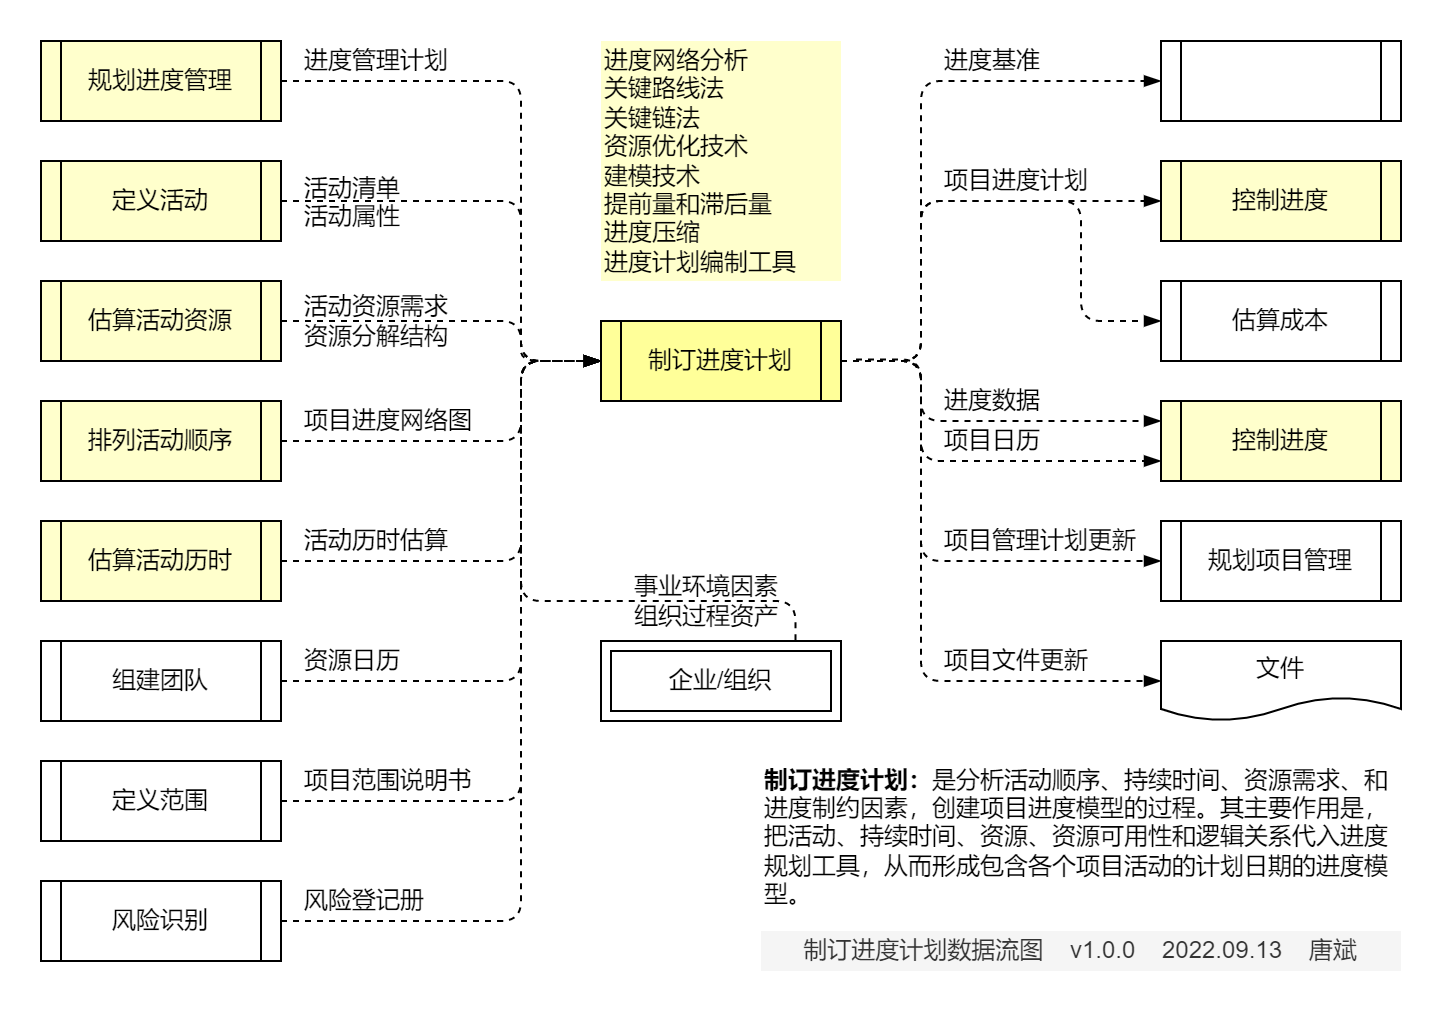 规划进度管理
进度管理计划
定义活动
活动清单
活动属性
估算活动资源
活动资源需求
资源分解结构
排列活动顺序
项目进度网络图
估算活动历时
活动历时估算
组建团队
资源日历
定义范围
项目范围说明书
风险识别
风险登记册
进度网络分析
关键路线法
关键链法
资源优化技术
建模技术
提前量和滞后量
进度压缩
进度计划编制工具
制订进度计划
事业环境因素
组织过程资产
企业/组织
进度基准
项目进度计划
控制进度
估算成本
进度数据
项目日历
控制进度
项目管理计划更新
规划项目管理
项目文件更新
文件
制订进度计划：是分析活动顺序、持续时间、资源需求、和
进度制约因素，创建项目进度模型的过程。其主要作用是，
把活动、持续时间、资源、资源可用性和逻辑关系代入进度
规划工具，从而形成包含各个项目活动的计划日期的进度模
型。
制订进度计划数据流图 v1.0.0 2022.09.13 唐斌